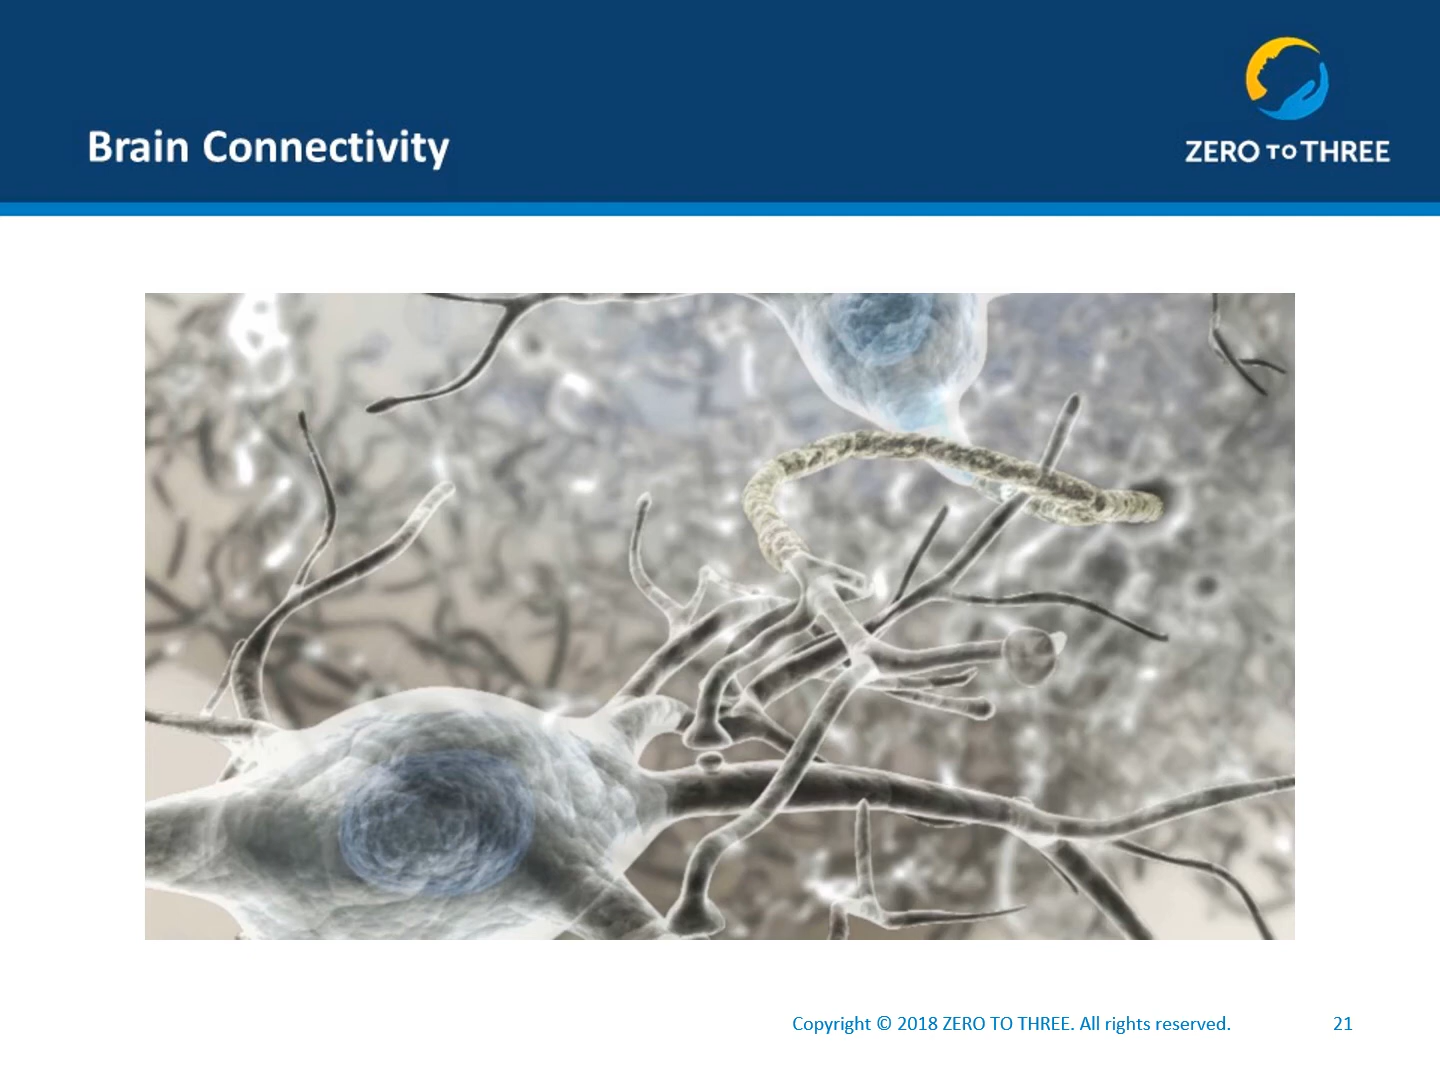 Brain Connectivity
ZERO TO THREE
Copyright © 2018 ZERO TO THREE. All rights reserved.
21